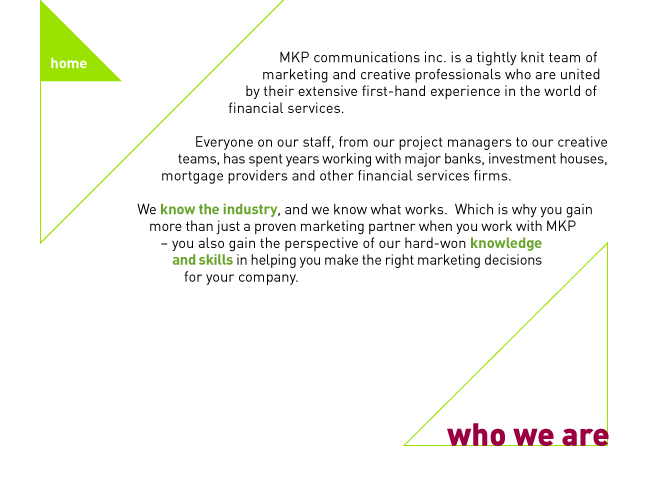 home
MKP communications inc. is a tightly knit team of
marketing and creative professionals who are united
by their extensive first-hand experience in the world of
financial services.
Everyone on our staff, from our project managers to our creative
teams, has spent years working with major banks, investment houses,
mortgage providers and other financial services firms.
We know the industry, and we know what works.  Which is why you gain
more than just a proven marketing partner when you work with MKP
– you also gain the perspective of our hard-won knowledge
and skills in helping you make the right marketing decisions
for your company.
who we are